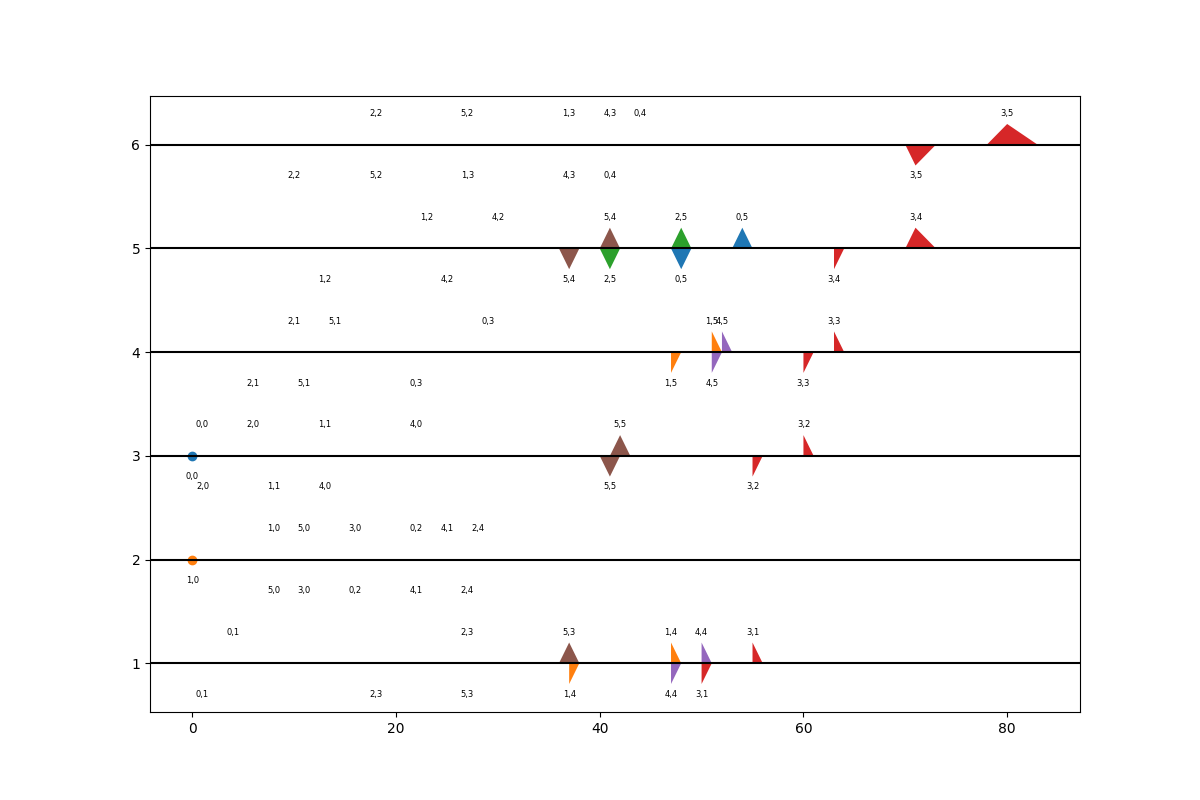 2,2 5,2 1,3 4,3 0,4 3,5
6
2,2 5,2 1,3 4,3 0,4 3,5
1,2 4,2 5,4 2,5 0,5 3,4
5
1,2 4,2 5,4 2,5 0,5 3,4
2,1 5,1 0,3 1,5 4,5 3,3
4
2,1 5,1 0,3 1,5 4,5 3,3
0,0 2,0 1,1 4,0 5,5 3,2
3
0,0
2,0 1,1 4,0 5,5 3,2
1,0 5,0 3,0 0,2 4,1 2,4
2
1,0
5,0 3,0 0,2 4,1 2,4
0,1 2,3 5,3 1,4 4,4 3,1
1
0,1 2,3 5,3 1,4 4,4 3,1
0 20 40 60 80